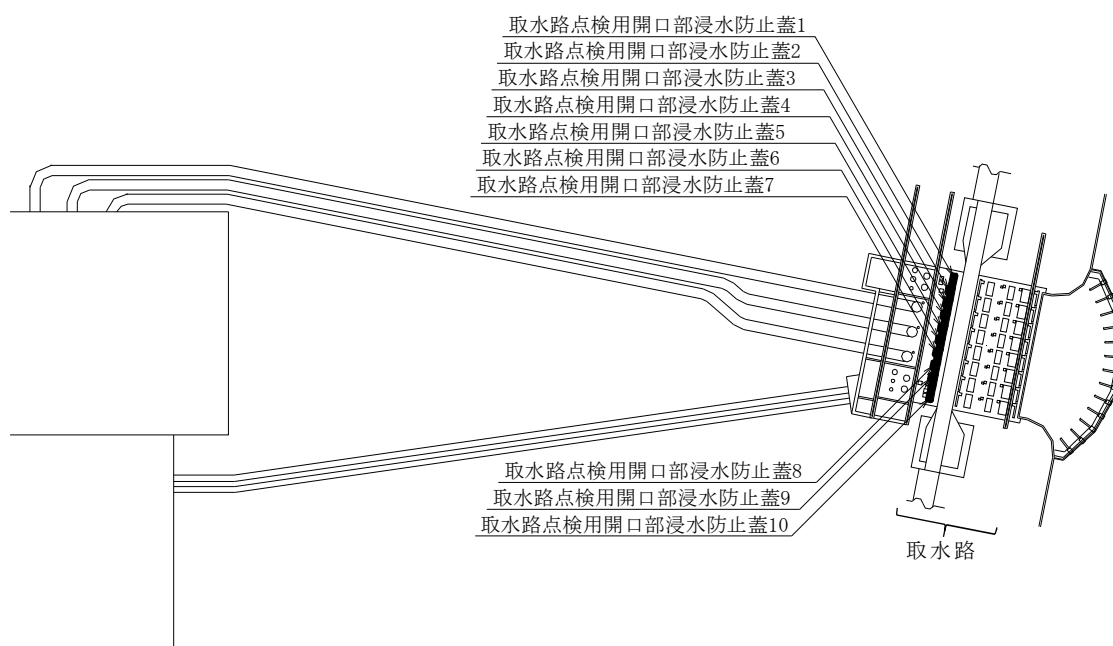 取水路点検用開口部浸水防止蓋1
取水路点検用開口部浸水防止蓋2
取水路点検用開口部浸水防止蓋3
取水路点検用開口部浸水防止蓋4
取水路点検用開口部浸水防止蓋5
取水路点検用開口部浸水防止蓋6
取水路点検用開口部浸水防止蓋7
取水路点検用開口部浸水防止蓋8
取水路点検用開口部浸水防止蓋9
取水路点検用開口部浸水防止蓋10
取水路